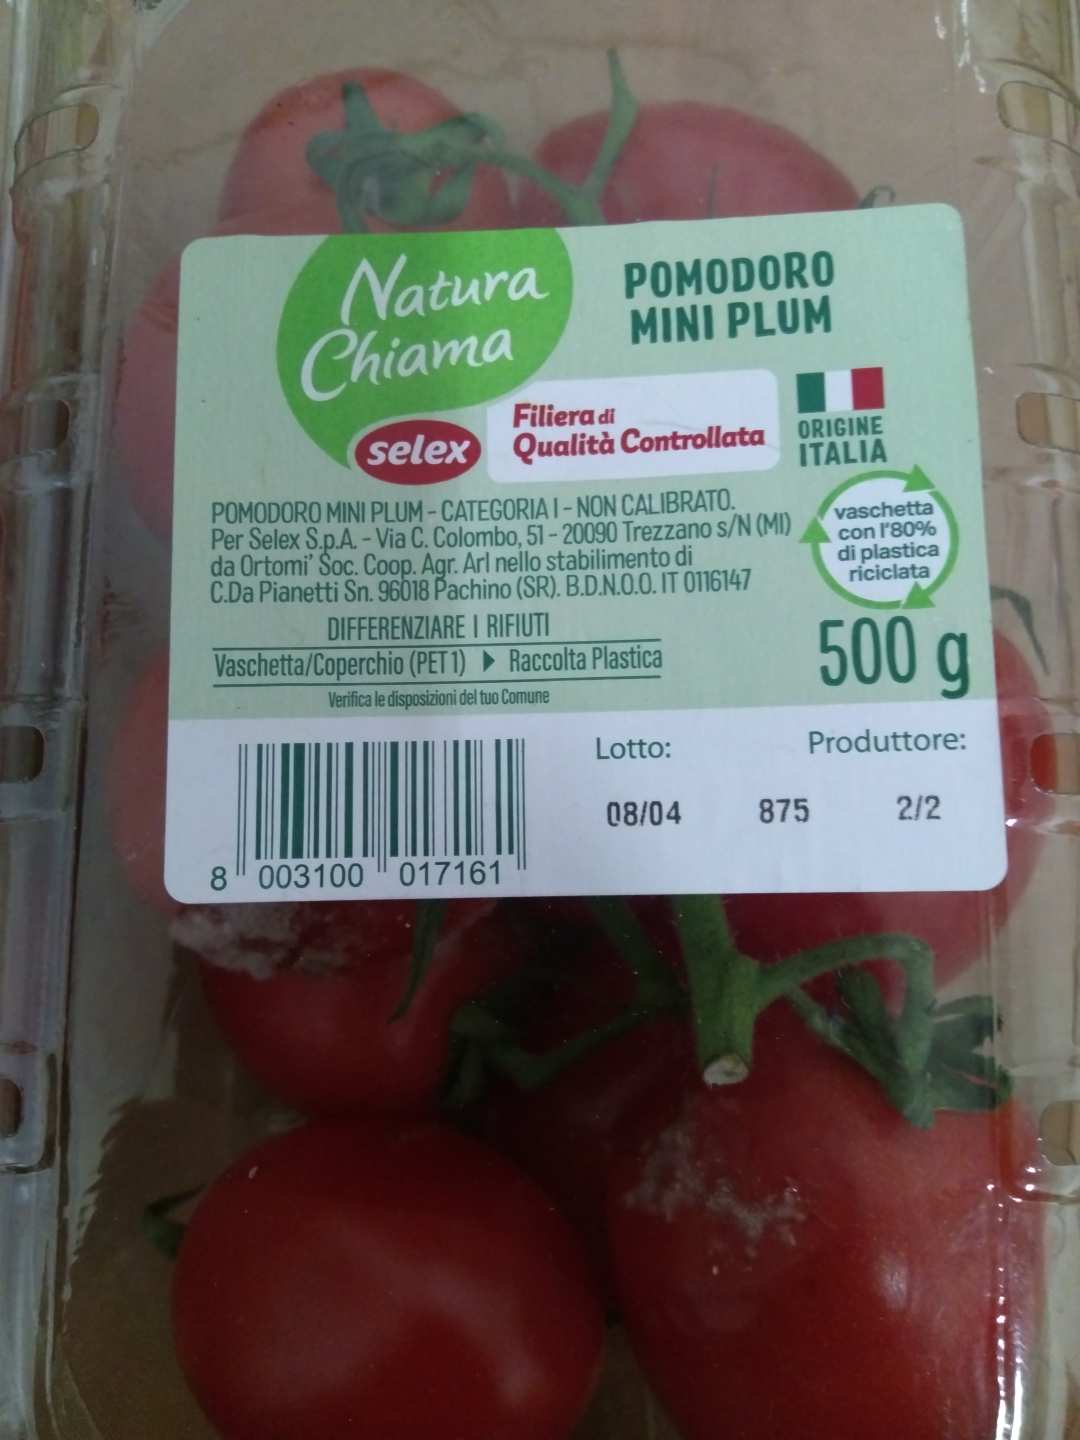 Natura
Chiama
selex
POMODORO
MINI PLUM
Filiera di
Qualità Controllata
ORIGINE
ITALIA
POMODORO MINI PLUM - CATEGORIA I - NON CALIBRATO.
Per Selex S.p.A. - Via C. Colombo, 51 - 20090 Trezzano s/N (MI)
da Ortomi' Soc. Coop. Agr. Arl nello stabilimento di
C.Da Pianetti Sn. 96018 Pachino (SR). B.D.N.O.O. IT 0116147
vaschetta
con l'80%
di plastica
riciclata
DIFFERENZIARE I RIFIUTI
Vaschetta/Coperchio (PET 1) ▶ Raccolta Plastica
Verifica le disposizioni del tuo Comune
500 g
Lotto: Produttore:
08/04 875 2/2
8 003100 017161